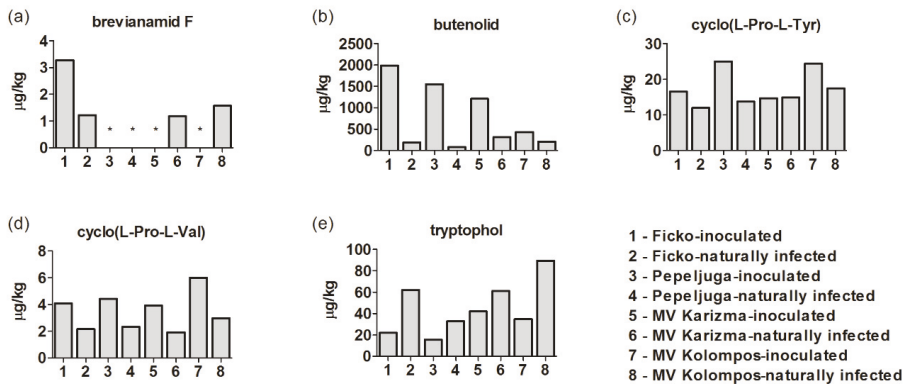 (a)
brevianamid F
µg/kg
4
3
2
1
0
* * * *
1 2 3 4 5 6 7 8
(b)
butenolid
µg/kg
2500
2000
1500
1000
500
0
1 2 3 4 5 6 7 8
(c)
cyclo(L-Pro-L-Tyr)
µg/kg
30
20
10
0
1 2 3 4 5 6 7 8
(d)
cyclo(L-Pro-L-Val)
µg/kg
8
6
4
2
0
1 2 3 4 5 6 7 8
(e)
tryptophol
µg/kg
100
80
60
40
20
0
1 2 3 4 5 6 7 8
1 - Ficko-inoculated
2 - Ficko-naturally infected
3 - Pepeljuga-inoculated
4 - Pepeljuga-naturally infected
5 - MV Karizma-inoculated
6 - MV Karizma-naturally infected
7 - MV Kolompos-inoculated
8 - MV Kolompos-naturally infected